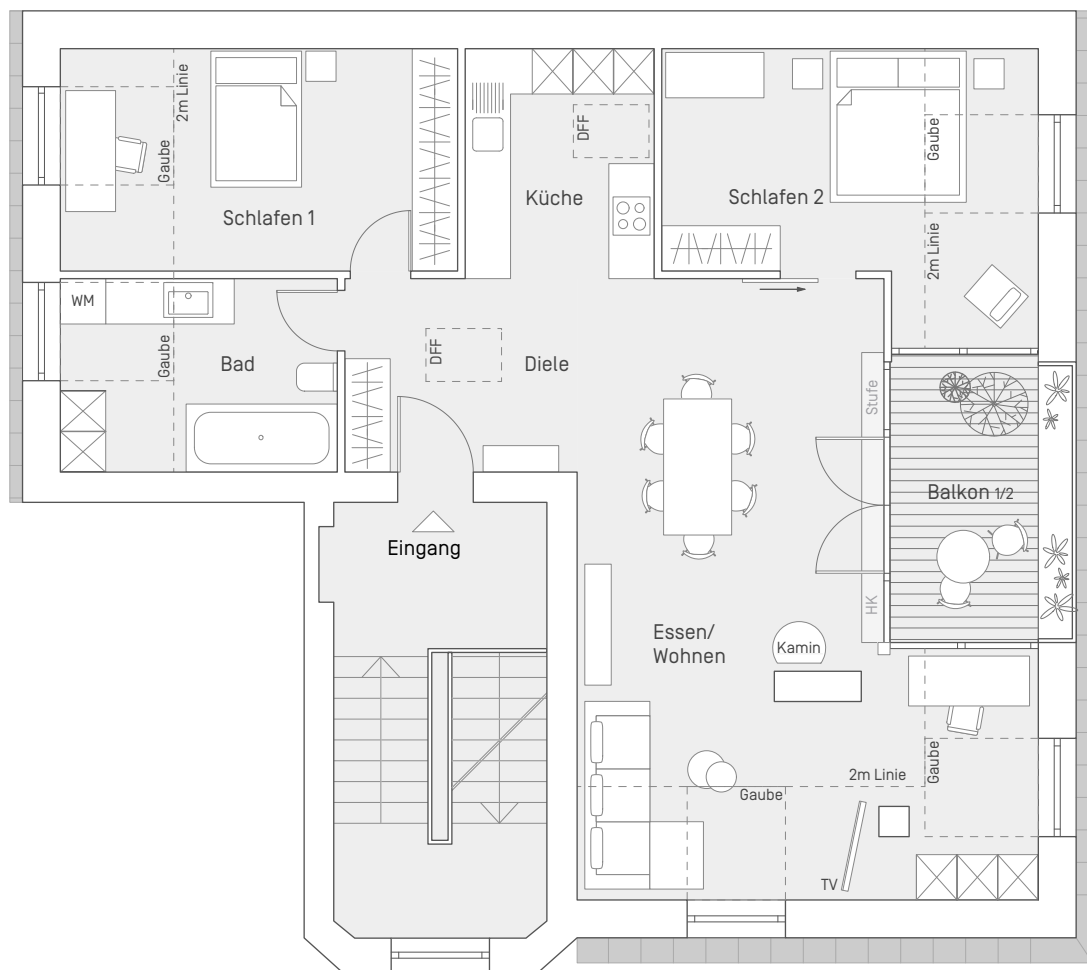 2m Linie
Gaube
Schlafen 1
DFF
Küche
Schlafen 2
Gaube
2m Linie
WM
Gaube
Bad
DFF
Diele
Stufe
Balkon 1/2
Eingang
HK
Essen/
Wohnen
Kamin
Gaube
2m Linie
Gaube
TV